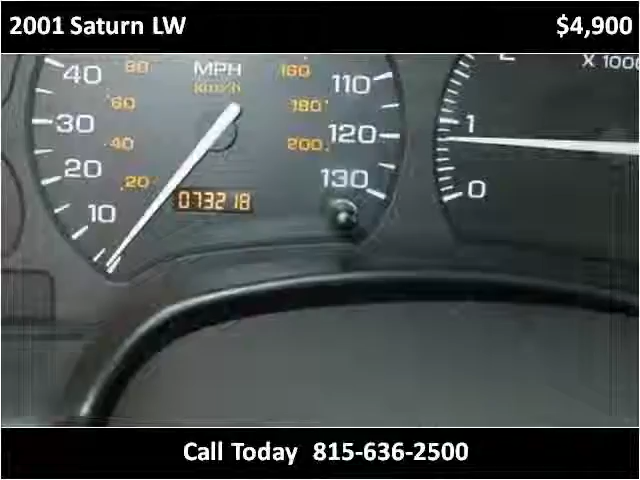 2001 Saturn LW $4,900
40 80 MPH 160 110 2 X 1000
60 km/h 180
30 40 200 120 1
20 20 130 0
10 073218
Call Today 815-636-2500